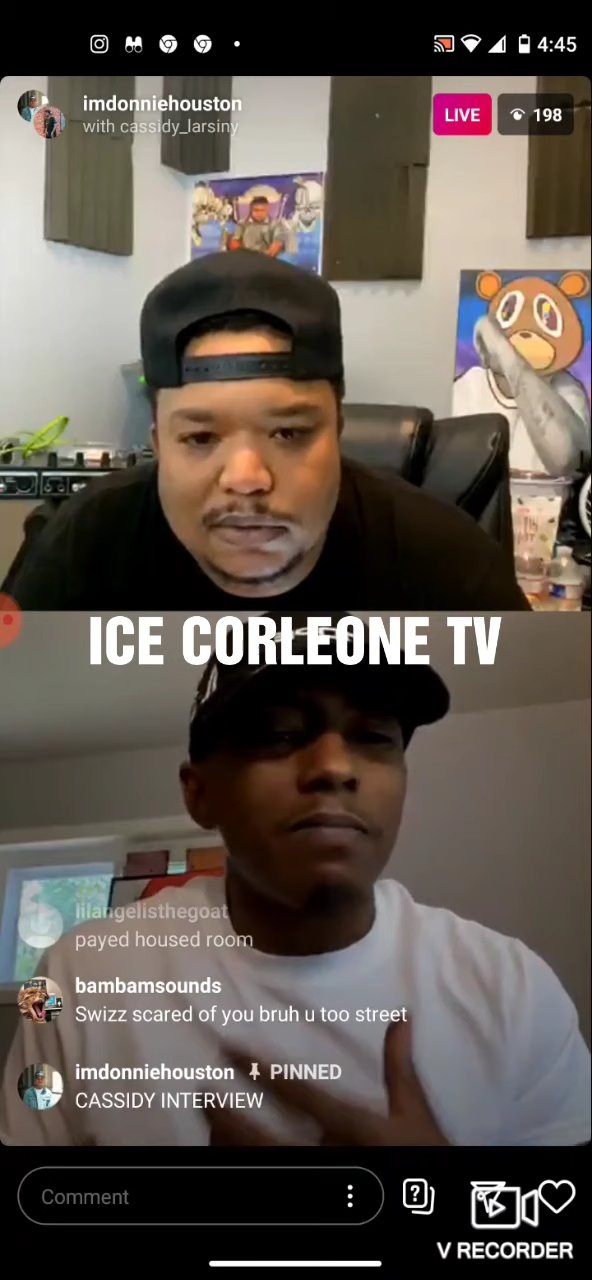 4:45
imdonniehouston
with cassidy_larsiny
LIVE
198
ICE CORLEONE TV
lilangelisthegoat
payed housed room
bambamsounds
Swizz scared of you bruh u too street
imdonniehouston PINNED
CASSIDY INTERVIEW
Comment
V RECORDER